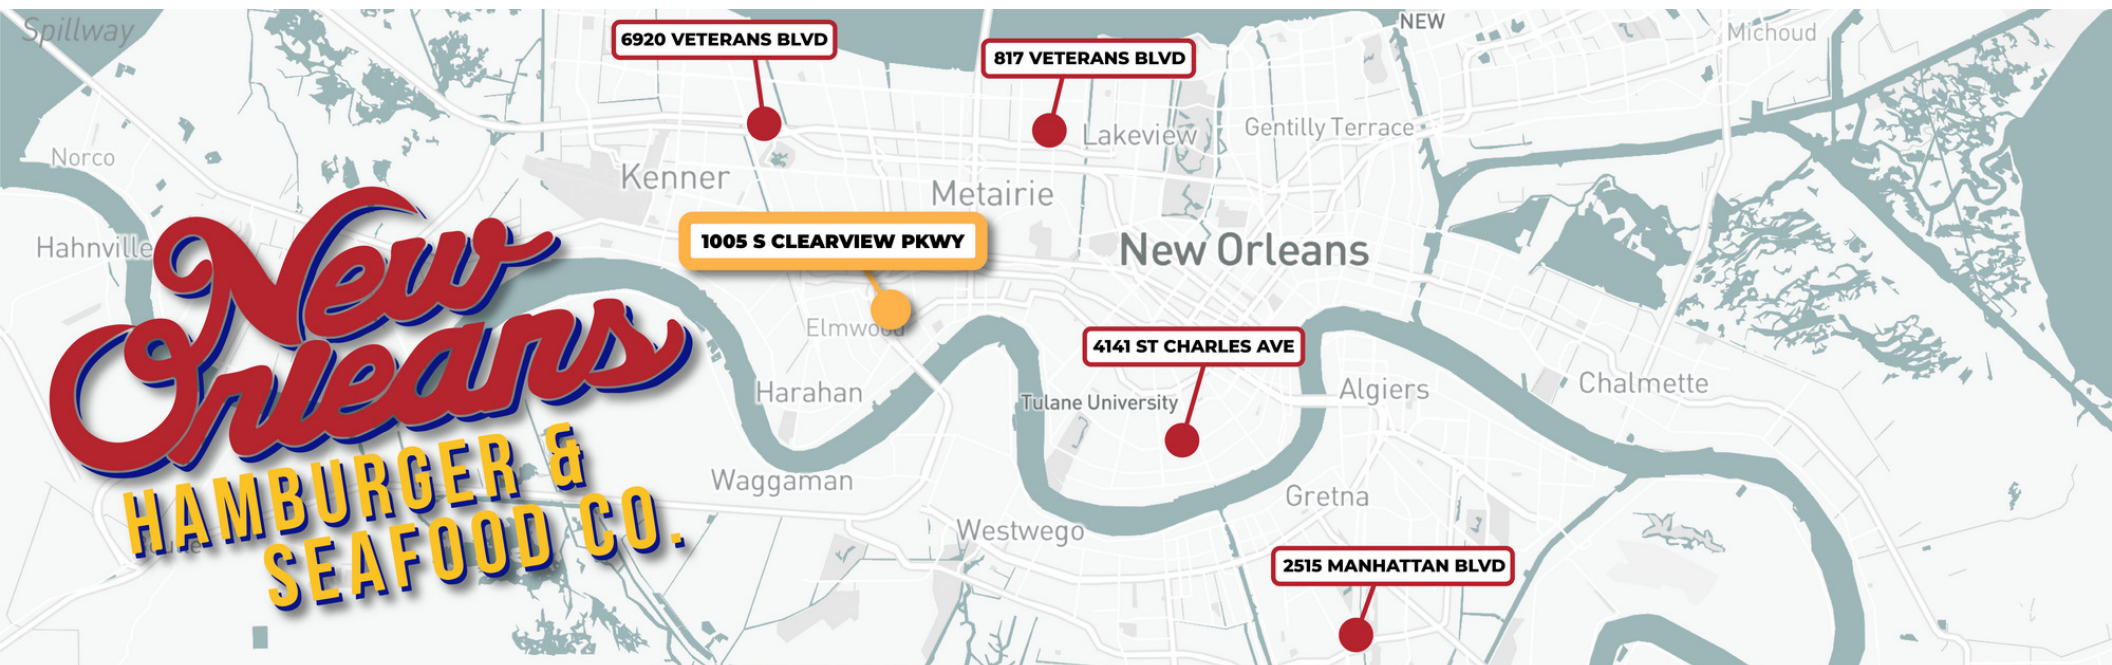 Spillway
6920 VETERANS BLVD
817 VETERANS BLVD
NEW
Michoud
Norco
Lakeview
Gentilly Terrace
Kenner
Metairie
Hahnville
1005 S CLEARVIEW PKWY
New Orleans
New
Orleans
HAMBURGER &
SEAFOOD CO.
Elmwood
4141 ST CHARLES AVE
Harahan
Tulane University
Algiers
Chalmette
Waggaman
Gretna
Westwego
2515 MANHATTAN BLVD